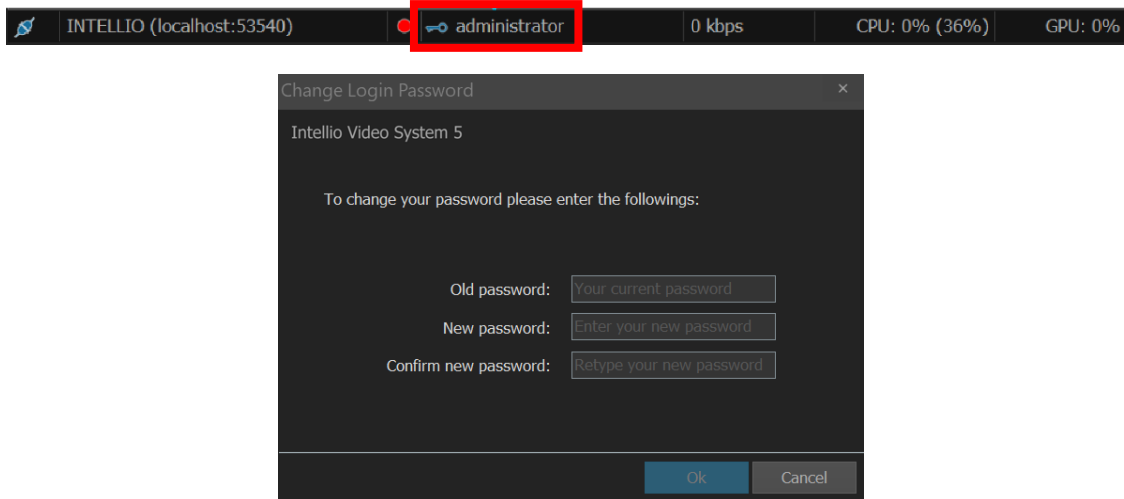 INTELLIO (localhost:53540) administrator 0 kbps CPU: 0% (36%) GPU: 0%
Change Login Password
Intellio Video System 5
To change your password please enter the followings:
Old password: Your current password
New password: Enter your new password
Confirm new password: Retype your new password
Ok Cancel